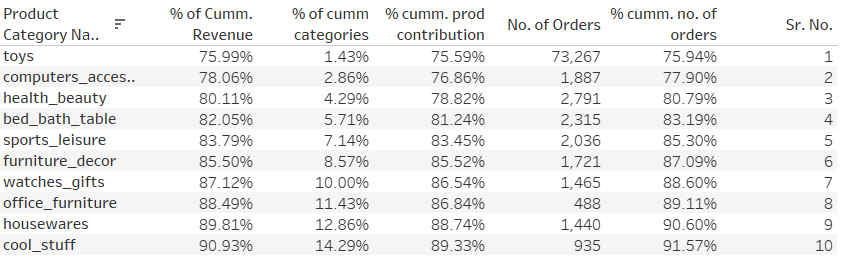 Product % of Cumm. % of cumm % cumm. prod No. of Orders % cumm. no. of Sr. No.
Category Na.. Revenue categories contribution orders
toys 75.99% 1.43% 75.59% 73,267 75.94% 1
computers_acces.. 78.06% 2.86% 76.86% 1,887 77.90% 2
health_beauty 80.11% 4.29% 78.82% 2,791 80.79% 3
bed_bath_table 82.05% 5.71% 81.24% 2,315 83.19% 4
sports_leisure 83.79% 7.14% 83.45% 2,036 85.30% 5
furniture_decor 85.50% 8.57% 85.52% 1,721 87.09% 6
watches_gifts 87.12% 10.00% 86.54% 1,465 88.60% 7
office_furniture 88.49% 11.43% 86.84% 488 89.11% 8
housewares 89.81% 12.86% 88.74% 1,440 90.60% 9
cool_stuff 90.93% 14.29% 89.33% 935 91.57% 10